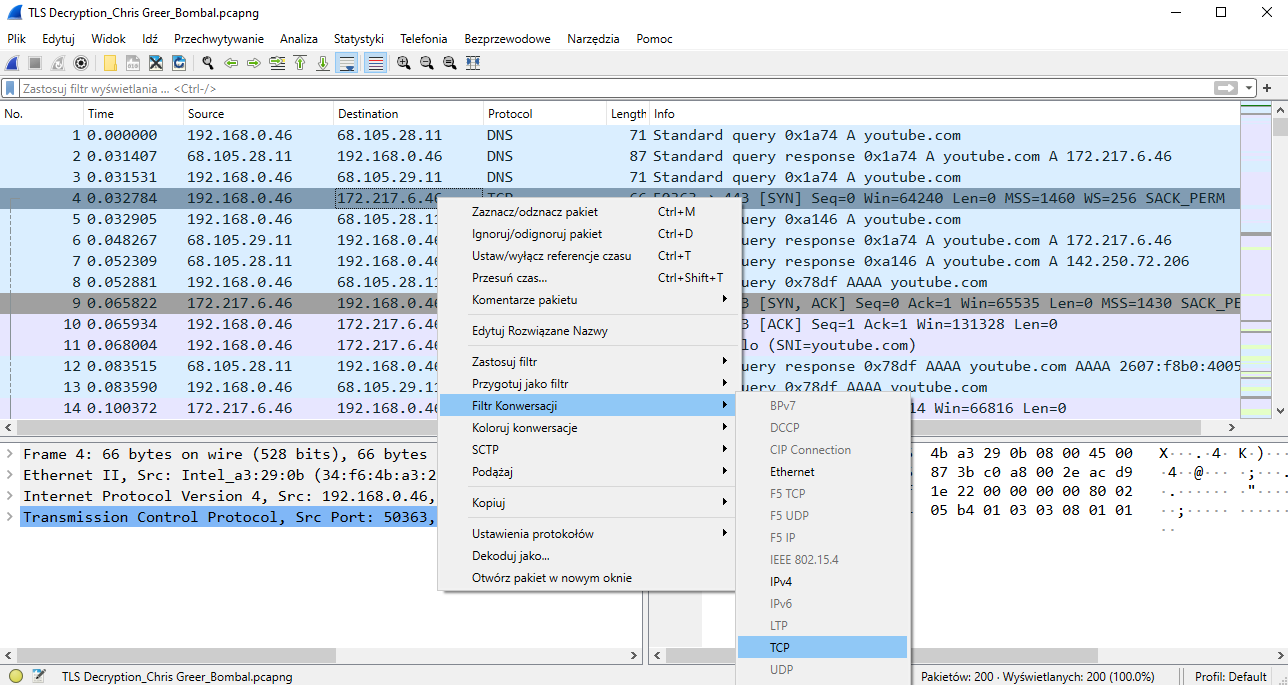 TLS Decryption_Chris Greer_Bombal.pcapng
Plik Edytuj Widok Idź Przechwytywanie Analiza Statystyki Telefonia Bezprzewodowe Narzędzia Pomoc
Zastosuj filtr wyświetlania … <Ctrl-/>
No. Time Source Destination Protocol Length Info
1 0.000000 192.168.0.46 68.105.28.11 DNS 71 Standard query 0x1a74 A youtube.com
2 0.031407 68.105.28.11 192.168.0.46 DNS 87 Standard query response 0x1a74 A youtube.com A 172.217.6.46
3 0.031531 192.168.0.46 68.105.29.11 DNS 71 Standard query 0x1a74 A youtube.com
4 0.032784 192.168.0.46 172.217.6.46 [SYN] Seq=0 Win=64240 Len=0 MSS=1460 WS=256 SACK_PERM
5 0.032905 192.168.0.46 68.105.28 uery 0xa146 A youtube.com
6 0.048267 68.105.29.11 192.168.0 uery response 0x1a74 A youtube.com A 172.217.6.46
7 0.052309 68.105.28.11 192.168.0 uery response 0xa146 A youtube.com A 142.250.72.206
8 0.052881 192.168.0.46 68.105.28 uery 0x78df AAAA youtube.com
9 0.065822 172.217.6.46 192.168.0 3 [SYN, ACK] Seq=0 Ack=1 Win=65535 Len=0 MSS=1430 SACK_PE
10 0.065934 192.168.0.46 172.217.6 3 [ACK] Seq=1 Ack=1 Win=131328 Len=0
11 0.068004 192.168.0.46 172.217.6 lo (SNI=youtube.com)
12 0.083515 68.105.28.11 192.168.0 uery response 0x78df AAAA youtube.com AAAA 2607:f8b0:4005
13 0.083590 192.168.0.46 68.105.29 uery 0x78df AAAA youtube.com
14 0.100372 172.217.6.46 192.168.0 14 Win=66816 Len=0
Zaznacz/odznacz pakiet Ctrl+M
Ignoruj/odignoruj pakiet Ctrl+D
Ustaw/wyłącz referencje czasu Ctrl+T
Przesuń czas... Ctrl+Shift+T
Komentarze pakietu
Edytuj Rozwiązane Nazwy
Zastosuj filtr
Przygotuj jako filtr
Filtr Konwersacji
Koloruj konwersacje
SCTP
Podążaj
Kopiuj
Ustawienia protokołów
Dekoduj jako...
Otwórz pakiet w nowym oknie
BPv7
DCCP
CIP Connection
Ethernet
F5 TCP
F5 UDP
F5 IP
IEEE 802.15.4
IPv4
IPv6
LTP
TCP
UDP
Frame 4: 66 bytes on wire (528 bits), 66 bytes
Ethernet II, Src: Intel_a3:29:0b (34:f6:4b:a3:2
Internet Protocol Version 4, Src: 192.168.0.46,
Transmission Control Protocol, Src Port: 50363,
4b a3 29 0b 08 00 45 00 X···.4 K·)···
87 3b c0 a8 00 2e ac d9 ·4··@··· ·;···.
1e 22 00 00 00 00 80 02 ·.······ ·"····
05 b4 01 03 03 08 01 01 ··;····· ······
TLS Decryption_Chris Greer_Bombal.pcapng
Pakietów: 200 · Wyświetlanych: 200 (100.0%)
Profil: Default